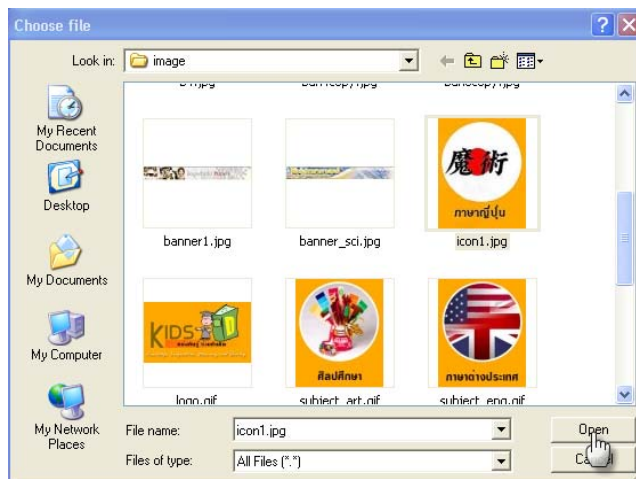 Choose file
Look in:
image
My Recent
Documents
Desktop
My Documents
My Computer
My Network
Places
魔術
ภาษาญี่ปุ่น
banner1.jpg
banner_sci.jpg
icon1.jpg
KIDS
ศิลปศึกษา
ภาษาต่างประเทศ
logo.gif
subject_art.gif
subject_eng.gif
File name:
icon1.jpg
Open
Files of type:
All Files (*.*)